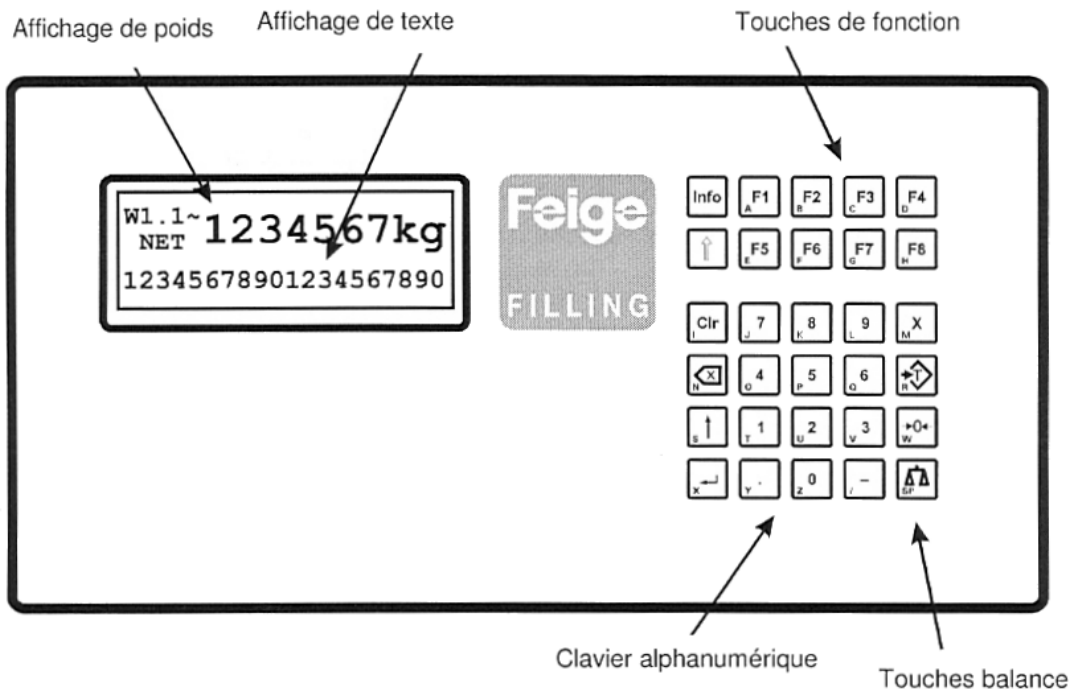 Affichage de poids
Affichage de texte
Touches de fonction
W1.1~
NET
1234567kg
12345678901234567890
Feige
FILLING
Info A F1 B F2 C F3 D F4
E F5 F F6 G F7 H F8
I Clr J 7 K 8 L 9 M X
N X O 4 P 5 Q 6 R T
S T 1 U 2 V 3 W 0
X Y . Z 0 / – SP
Clavier alphanumérique
Touches balance